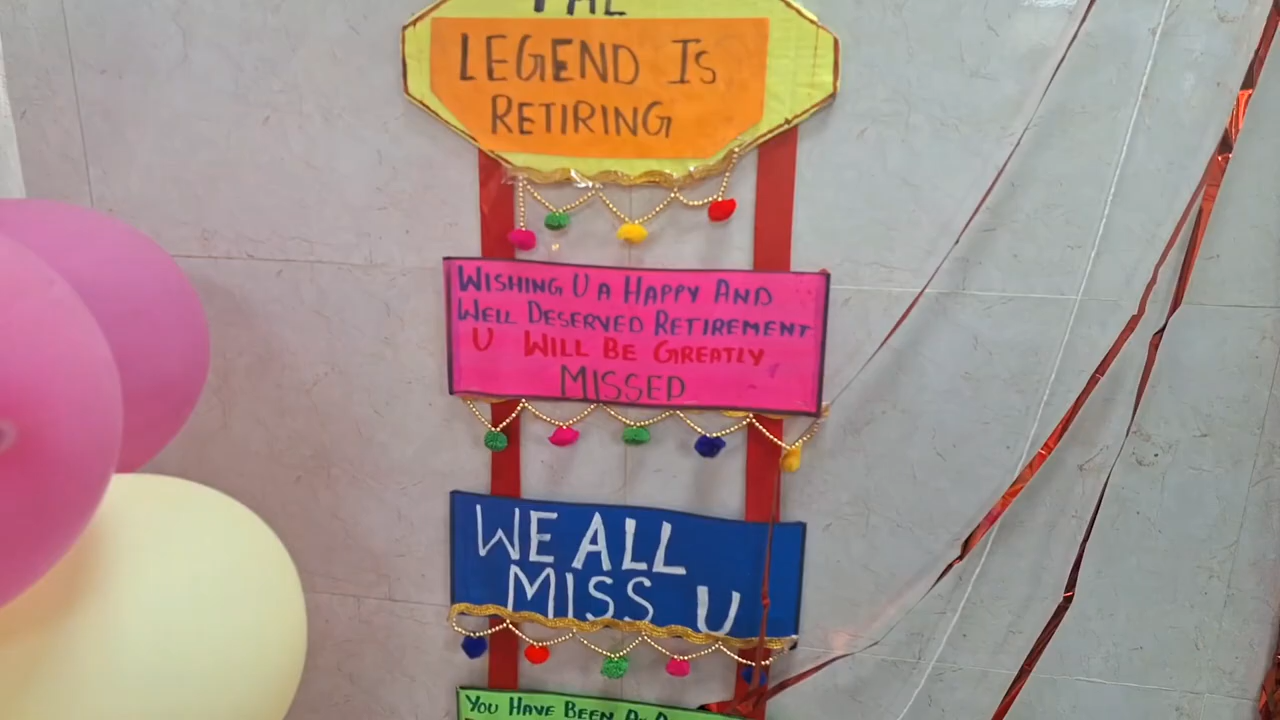 LEGEND IS
RETIRING
WISHING U A HAPPY AND
WELL DESERVED RETIREMENT
U WILL BE GREATLY
MISSED
WE ALL
MISS U
YOU HAVE BEEN